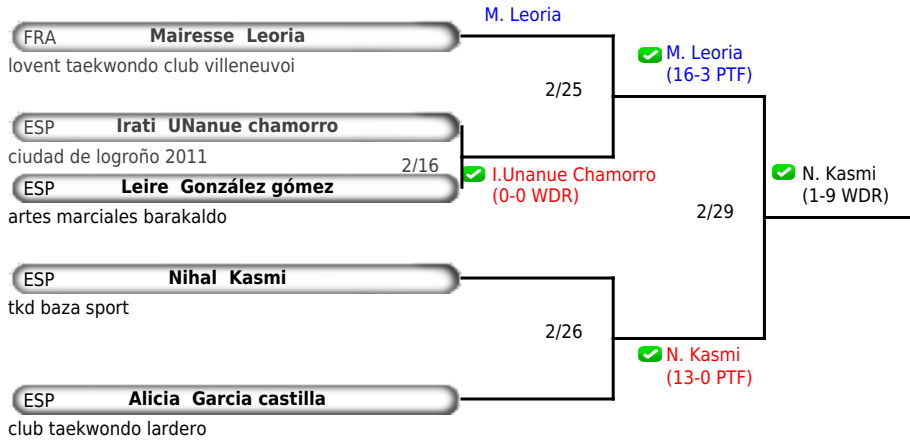 M. Leoria
FRA Mairesse Leoria
lovent taekwondo club villeneuvoi
M. Leoria
(16-3 PTF)
2/25
ESP Irati UNanue chamorro
ciudad de logroño 2011
2/16
I.Unanue Chamorro
(0-0 WDR)
ESP Leire González gómez
artes marciales barakaldo
N. Kasmi
(1-9 WDR)
2/29
ESP Nihal Kasmi
tkd baza sport
2/26
N. Kasmi
(13-0 PTF)
ESP Alicia Garcia castilla
club taekwondo lardero